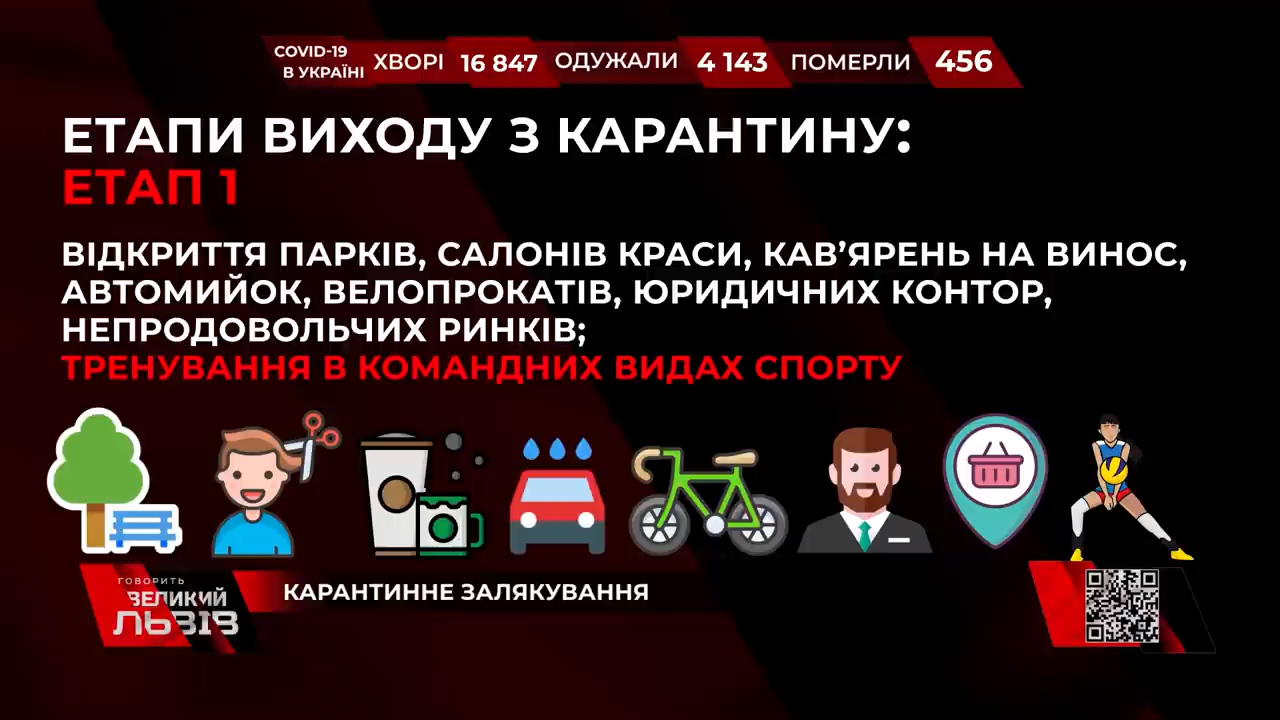 COVID-19
В УКРАЇНІ
ХВОРІ 16 847 ОДУЖАЛИ 4 143 ПОМЕРЛИ 456
ЕТАПИ ВИХОДУ З КАРАНТИНУ:
ЕТАП 1
ВІДКРИТТЯ ПАРКІВ, САЛОНІВ КРАСИ, КАВ’ЯРЕНЬ НА ВИНОС,
АВТОМИЙОК, ВЕЛОПРОКАТІВ, ЮРИДИЧНИХ КОНТОР,
НЕПРОДОВОЛЬЧИХ РИНКІВ;
ТРЕНУВАННЯ В КОМАНДНИХ ВИДАХ СПОРТУ
ГОВОРИТЬ
ВЕЛИКИЙ
ЛЬВІВ
КАРАНТИННЕ ЗАЛЯКУВАННЯ